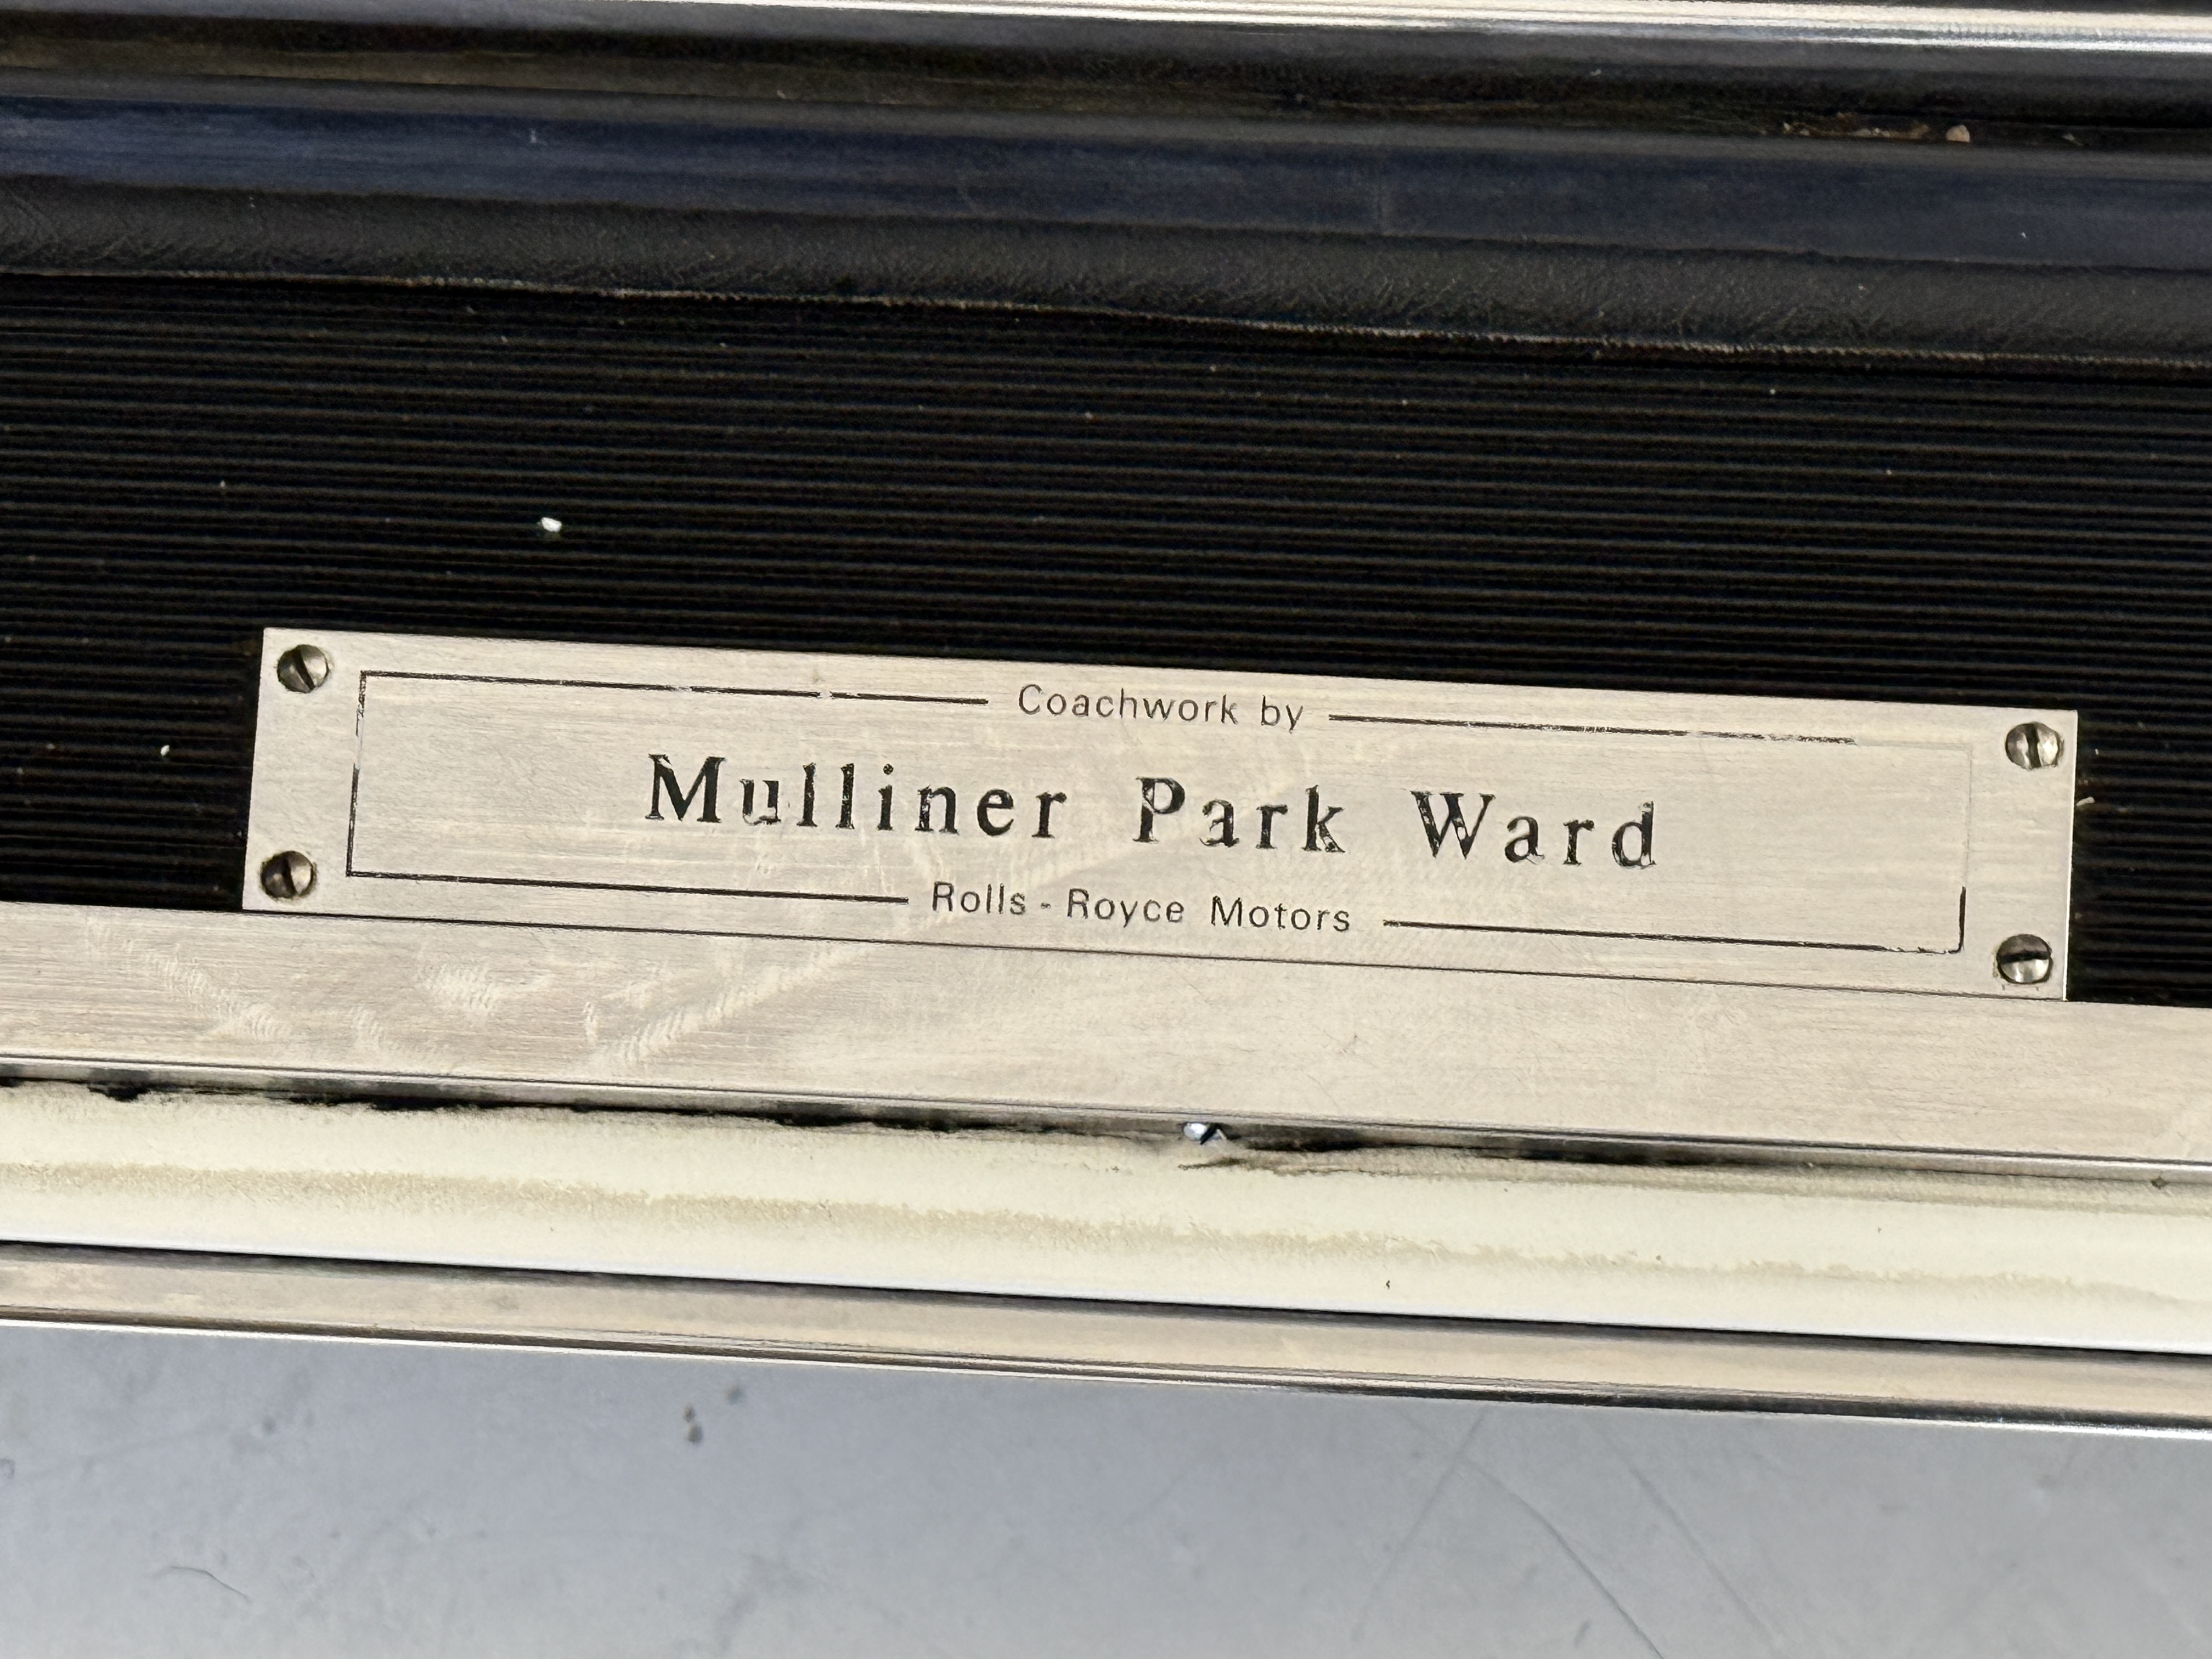 Coachwork by
Mulliner Park Ward
Rolls - Royce Motors